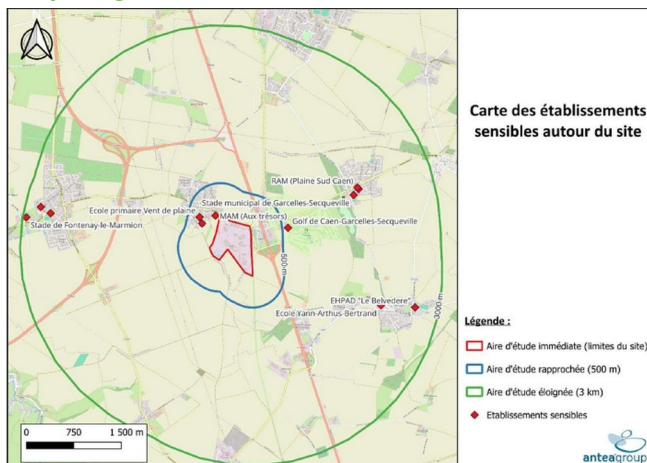 Carte des établissements
sensibles autour du site
RAM (Plaine Sud Caen)
Stade municipal de Garcelles-Secqueville
Ecole primaire Vent de plaine
MAM (Aux trésors)
Golf de Caen-Garcelles-Secqueville
Stade de Fontenay-le-Marmion
500 m
3000 m
EHPAD "Le Belvedere"
Ecole Yann-Arthus-Bertrand
Légende :
Aire d'étude immédiate (limites du site)
Aire d'étude rapprochée (500 m)
Aire d'étude éloignée (3 km)
Etablissements sensibles
0 750 1 500 m
anteagroup